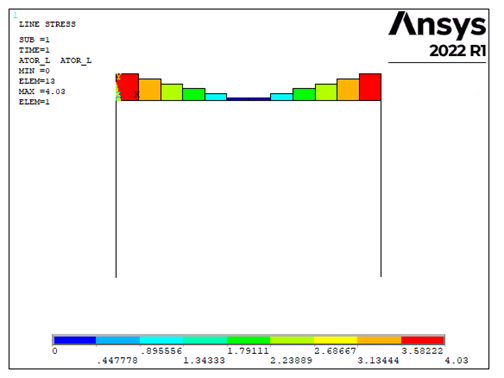 1
LINE STRESS
SUB =1
TIME=1
ATOR_L ATOR_L
MIN =0
ELEM=13
MAX =4.03
ELEM=1
Ansys
2022 R1
Y
X
0 .895556 1.79111 2.68667 3.58222
.447778 1.34333 2.23889 3.13444 4.03